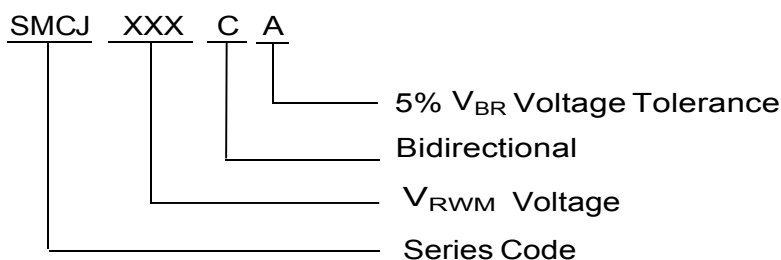 SMCJ XXX C A
5% VBR Voltage Tolerance
Bidirectional
VRWM Voltage
Series Code